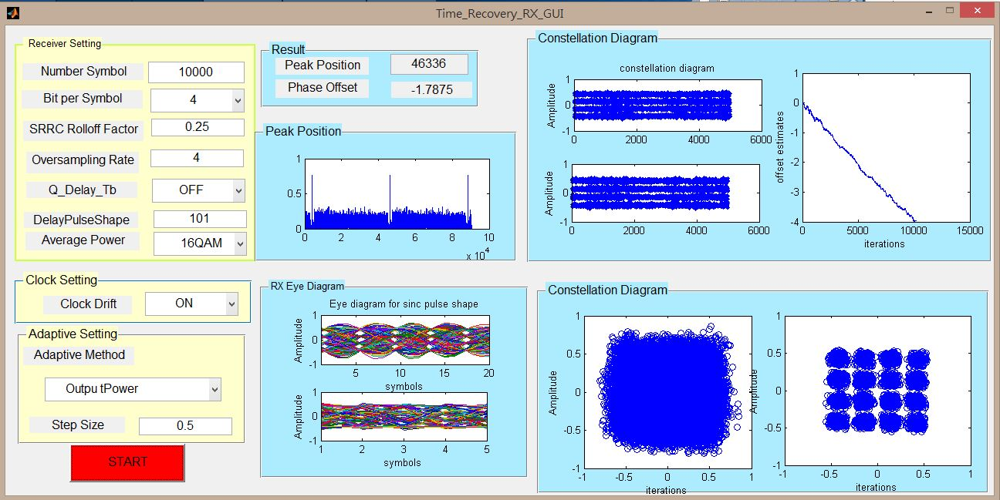 Time_Recovery_RX_GUI
Receiver Setting
Number Symbol 10000
Bit per Symbol 4
SRRC Rolloff Factor 0.25
Oversampling Rate 4
Q_Delay_Tb OFF
DelayPulseShape 101
Average Power 16QAM
Clock Setting
Clock Drift ON
Adaptive Setting
Adaptive Method
Outpu tPower
Step Size 0.5
START
Result
Peak Position 46336
Phase Offset -1.7875
Peak Position
1
0.5
0
0 2 4 6 8 10
x 10^4
RX Eye Diagram
Eye diagram for sinc pulse shape
Amplitude
1
0
-1
5 10 15 20
symbols
Amplitude
1
0
-1
1 2 3 4 5
symbols
Constellation Diagram
constellation diagram
Amplitude
1
0
-1
0 2000 4000 6000
Amplitude
1
0
-1
0 2000 4000 6000
offset estimates
1
0
-1
-2
-3
-4
0 5000 10000 15000
iterations
Constellation Diagram
Amplitude
1
0.5
0
-0.5
-1
-1 -0.5 0 0.5 1
iterations
Amplitude
1
0.5
0
-0.5
-1
-1 -0.5 0 0.5 1
iterations